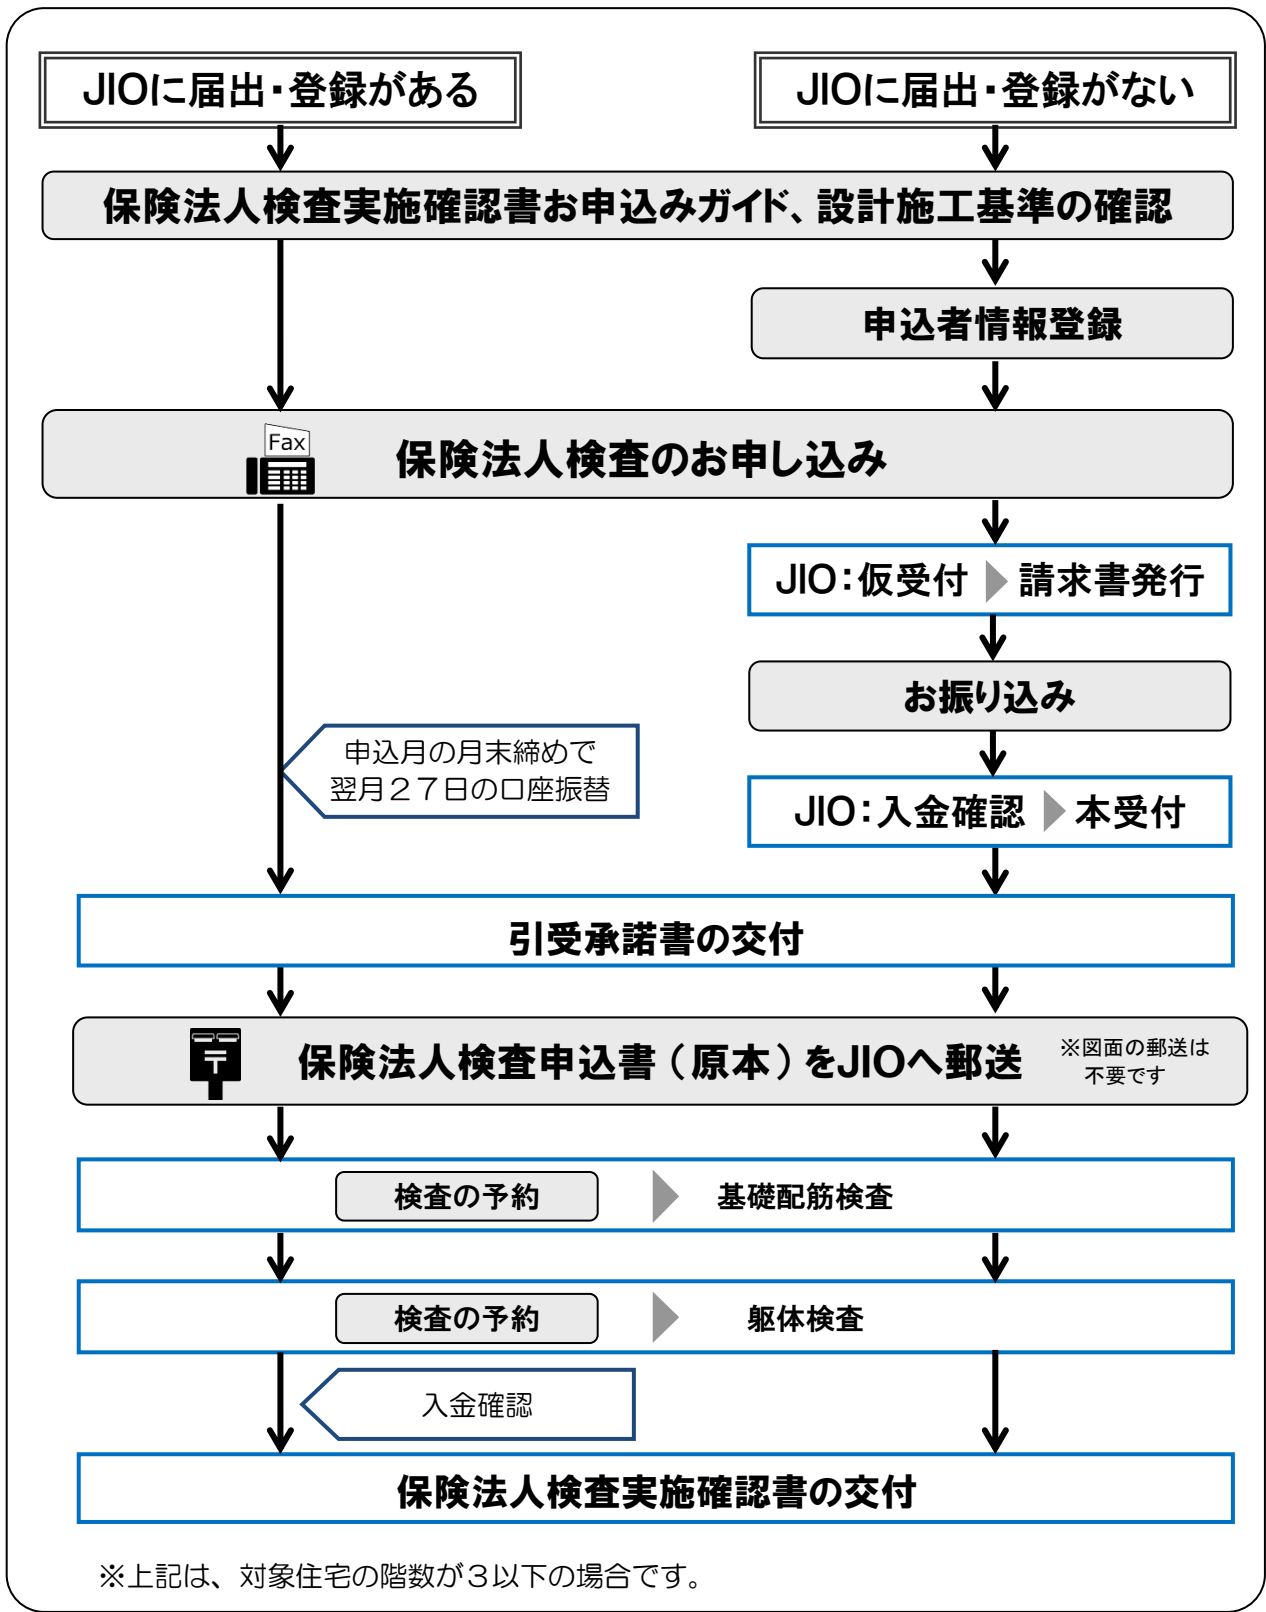 JIOに届出・登録がある
JIOに届出・登録がない
保険法人検査実施確認書お申込みガイド、設計施工基準の確認
申込者情報登録
Fax
保険法人検査のお申し込み
JIO：仮受付 ▶ 請求書発行
お振り込み
申込月の月末締めで
翌月２７日の口座振替
JIO：入金確認 ▶ 本受付
引受承諾書の交付
〒
保険法人検査申込書（原本）をJIOへ郵送
※図面の郵送は
不要です
検査の予約 ▶ 基礎配筋検査
検査の予約 ▶ 躯体検査
入金確認
保険法人検査実施確認書の交付
※上記は、対象住宅の階数が３以下の場合です。